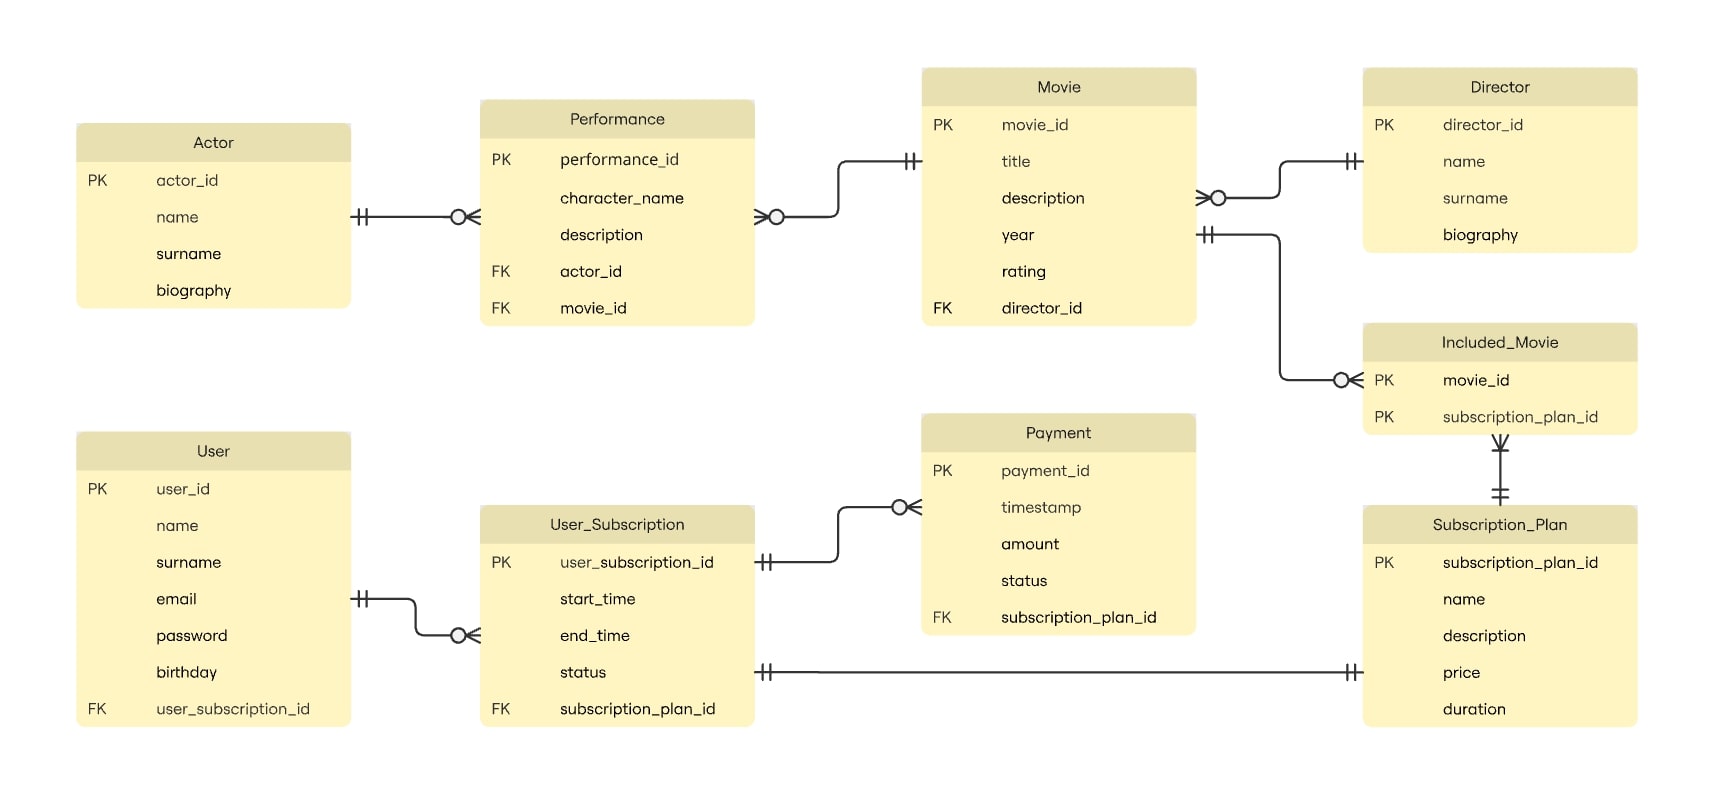 Actor
PK actor_id
name
surname
biography
Performance
PK performance_id
character_name
description
FK actor_id
FK movie_id
Movie
PK movie_id
title
description
year
rating
FK director_id
Director
PK director_id
name
surname
biography
Included_Movie
PK movie_id
PK subscription_plan_id
User
PK user_id
name
surname
email
password
birthday
FK user_subscription_id
User_Subscription
PK user_subscription_id
start_time
end_time
status
FK subscription_plan_id
Payment
PK payment_id
timestamp
amount
status
FK subscription_plan_id
Subscription_Plan
PK subscription_plan_id
name
description
price
duration